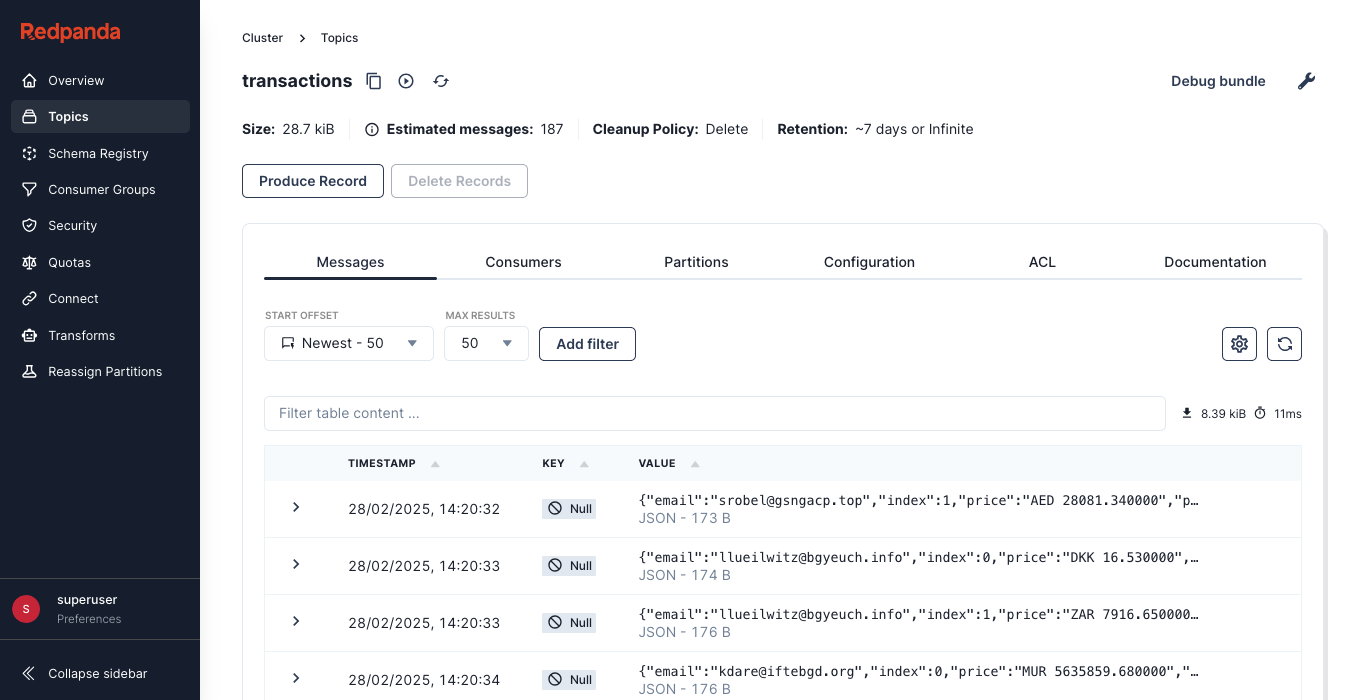 Redpanda
Overview
Topics
Schema Registry
Consumer Groups
Security
Quotas
Connect
Transforms
Reassign Partitions
S
superuser
Preferences
Collapse sidebar
Cluster > Topics
transactions
Debug bundle
Size: 28.7 kiB Estimated messages: 187 Cleanup Policy: Delete Retention: ~7 days or Infinite
Produce Record Delete Records
Messages Consumers Partitions Configuration ACL Documentation
START OFFSET MAX RESULTS
Newest - 50 50 Add filter
Filter table content ... 8.39 kiB 11ms
TIMESTAMP KEY VALUE
28/02/2025, 14:20:32 Null {"email":"srobel@gsngacp.top","index":1,"price":"AED 28081.340000","p…
JSON - 173 B
28/02/2025, 14:20:33 Null {"email":"llueilwitz@bgyeuch.info","index":0,"price":"DKK 16.530000",…
JSON - 174 B
28/02/2025, 14:20:33 Null {"email":"llueilwitz@bgyeuch.info","index":1,"price":"ZAR 7916.650000…
JSON - 176 B
28/02/2025, 14:20:34 Null {"email":"kdare@iftebgd.org","index":0,"price":"MUR 5635859.680000","…
JSON - 176 B